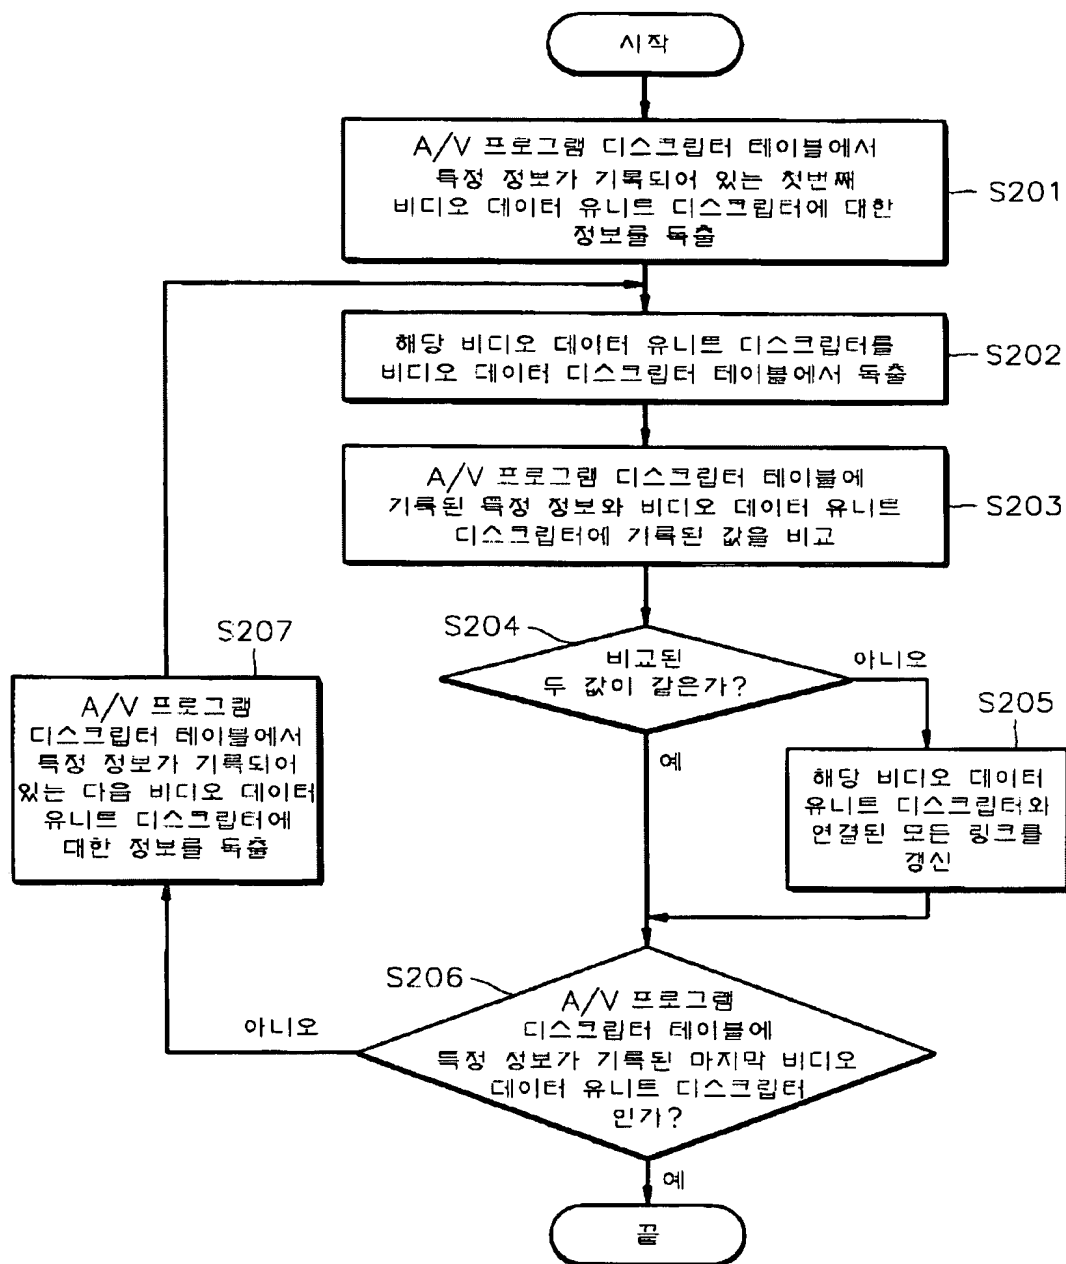 시작
A/V 프로그램 디스크립터 테이블에서
특정 정보가 기록되어 있는 첫번째
비디오 데이터 유니트 디스크립터에 대한
정보를 독출
S201
해당 비디오 데이터 유니트 디스크립터를
비디오 데이터 디스크립터 테이블에서 독출
S202
A/V 프로그램 디스크립터 테이블에
기록된 특정 정보와 비디오 데이터 유니트
디스크립터에 기록된 값을 비교
S203
S204
비교된
두 값이 같은가?
아니오
예
S205
해당 비디오 데이터
유니트 디스크립터와
연결된 모든 링크를
갱신
S207
A/V 프로그램
디스크립터 테이블에서
특정 정보가 기록되어
있는 다음 비디오 데이터
유니트 디스크립터에
대한 정보를 독출
S206
A/V 프로그램
디스크립터 테이블에
특정 정보가 기록된 마지막 비디오
데이터 유니트 디스크립터
인가?
아니오
예
끝